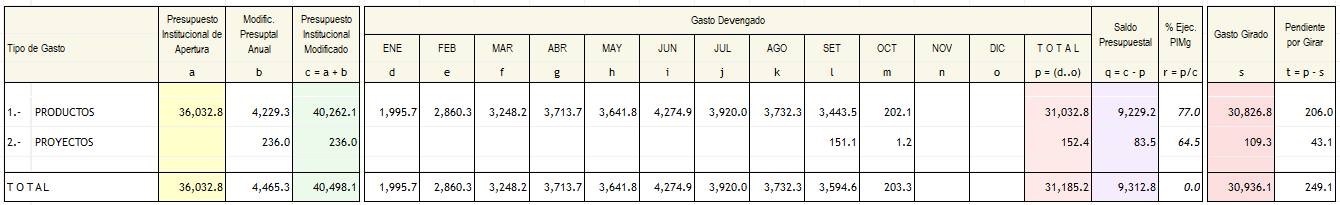 Tipo de Gasto Presupuesto Institucional de Apertura a Modific. Presuptal Anual b Presupuesto Institucional Modificado c = a + b Gasto Devengado Saldo Presupuestal q = c - p % Ejec. PIMg r = p/c Gasto Girado s Pendiente por Girar t = p - s
ENE FEB MAR ABR MAY JUN JUL AGO SET OCT NOV DIC T O T A L
d e f g h i j k l m n o p = (d..o)
1.- PRODUCTOS 36,032.8 4,229.3 40,262.1 1,995.7 2,860.3 3,248.2 3,713.7 3,641.8 4,274.9 3,920.0 3,732.3 3,443.5 202.1 31,032.8 9,229.2 77.0 30,826.8 206.0
2.- PROYECTOS 236.0 236.0 151.1 1.2 152.4 83.5 64.5 109.3 43.1
T O T A L 36,032.8 4,465.3 40,498.1 1,995.7 2,860.3 3,248.2 3,713.7 3,641.8 4,274.9 3,920.0 3,732.3 3,594.6 203.3 31,185.2 9,312.8 0.0 30,936.1 249.1